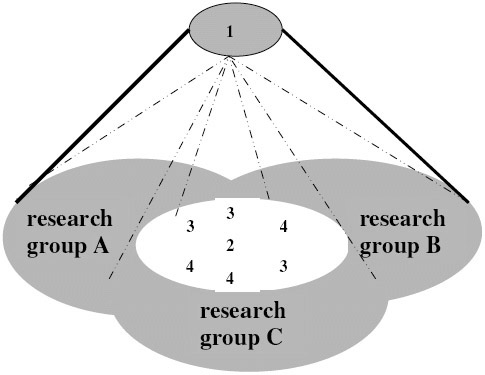 1
3
3 4
research
group A
research
group B
2
4 3
4
research
group C